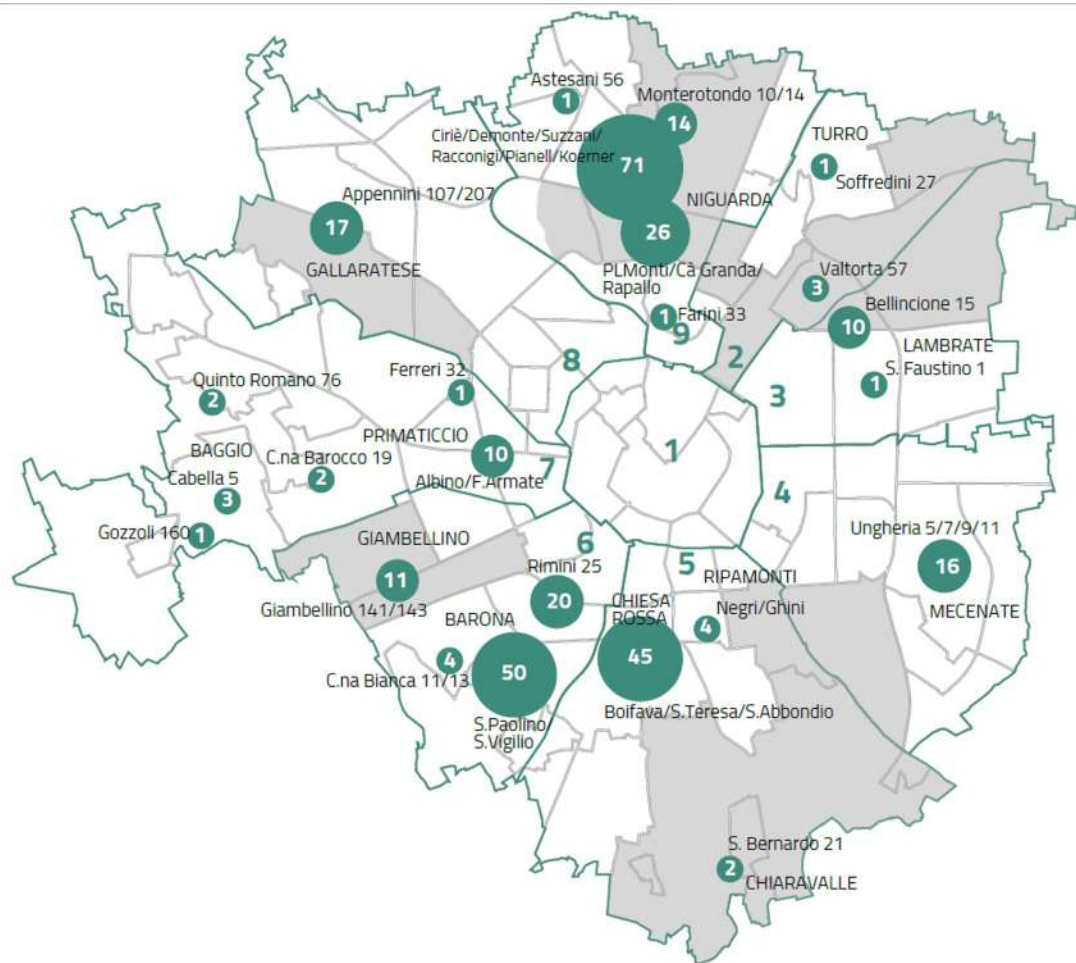 Astesani 56
1
Monterotondo 10/14
14
Ciriè/Demonte/Suzzani/
Racconigi/Pianell/Koerner
71
TURRO
1
Soffredini 27
NIGUARDA
Appennini 107/207
17
GALLARATESE
26
Pl.Monti/Cà Granda/
Rapallo
Valtorta 57
3
1
Farini 33
9
Bellincione 15
10
LAMBRATE
S. Faustino 1
1
8
2
3
Ferreri 32
1
Quinto Romano 76
2
PRIMATICCIO
10
7
Albino/F.Armate
1
BAGGIO
C.na Barocco 19
2
Cabella 5
3
Gozzoli 160
1
4
Ungheria 5/7/9/11
16
MECENATE
GIAMBELLINO
11
Giambellino 141/143
6
Rimini 25
20
5
RIPAMONTI
CHIESA
ROSSA
Negri/Ghini
4
45
Boifava/S.Teresa/S.Abbondio
BARONA
4
C.na Bianca 11/13
50
S.Paolino/
S.Vigilio
S. Bernardo 21
2
CHIARAVALLE